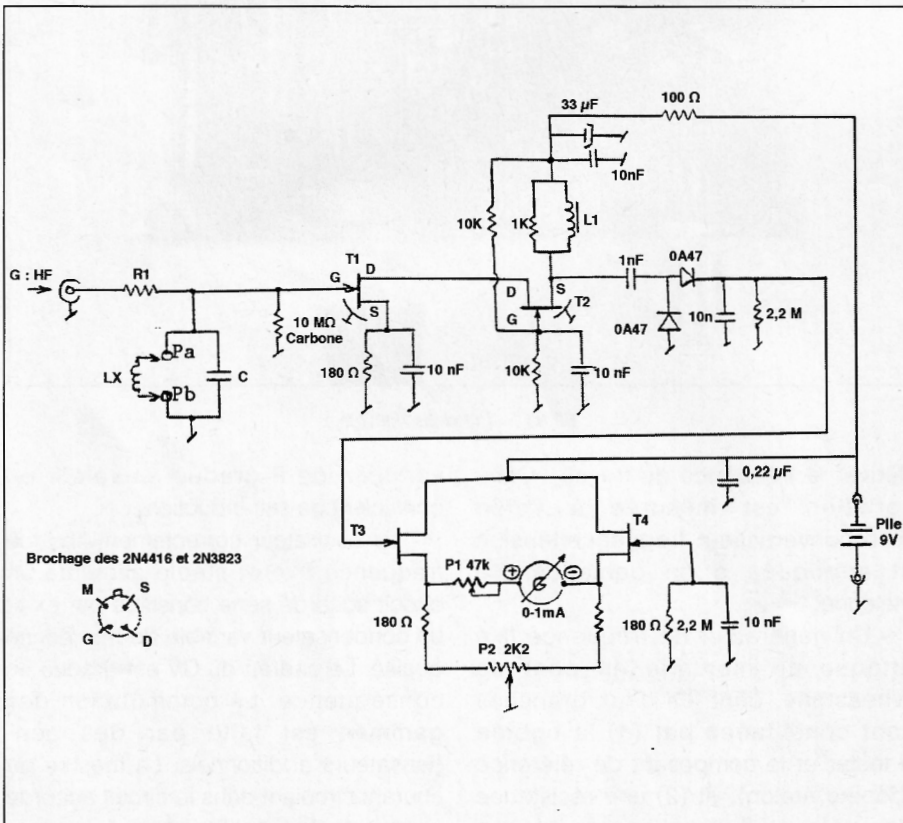 33 µF
100 Ω
10nF
10K
1K
L1
T1
1nF
0A47
G : HF
R1
G
D
D
S
S
T2
10 MΩ
Carbone
G
0A47
10n
2,2 M
Pa
LX
C
Pb
180 Ω
10 nF
10K
10 nF
0,22 µF
T3
T4
Pile
9V
P1 47k
+
−
Brochage des 2N4416 et 2N3823
0-1mA
M
S
180 Ω
180 Ω
2,2 M
10 nF
G
D
P2 2K2